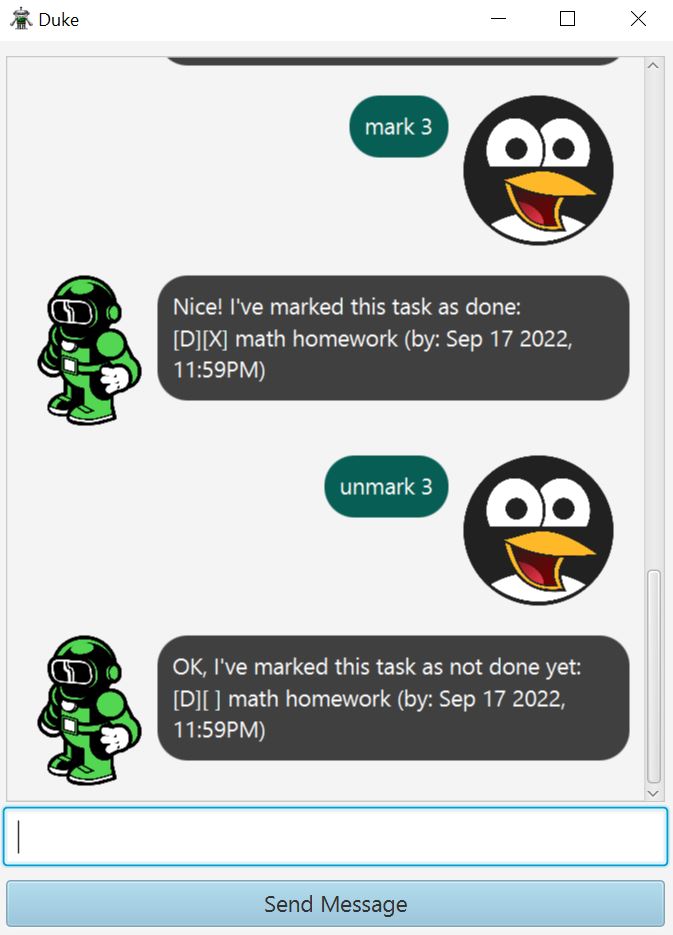 Duke
mark 3
Nice! I've marked this task as done:
[D][X] math homework (by: Sep 17 2022,
11:59PM)
unmark 3
OK, I've marked this task as not done yet:
[D][ ] math homework (by: Sep 17 2022,
11:59PM)
Send Message